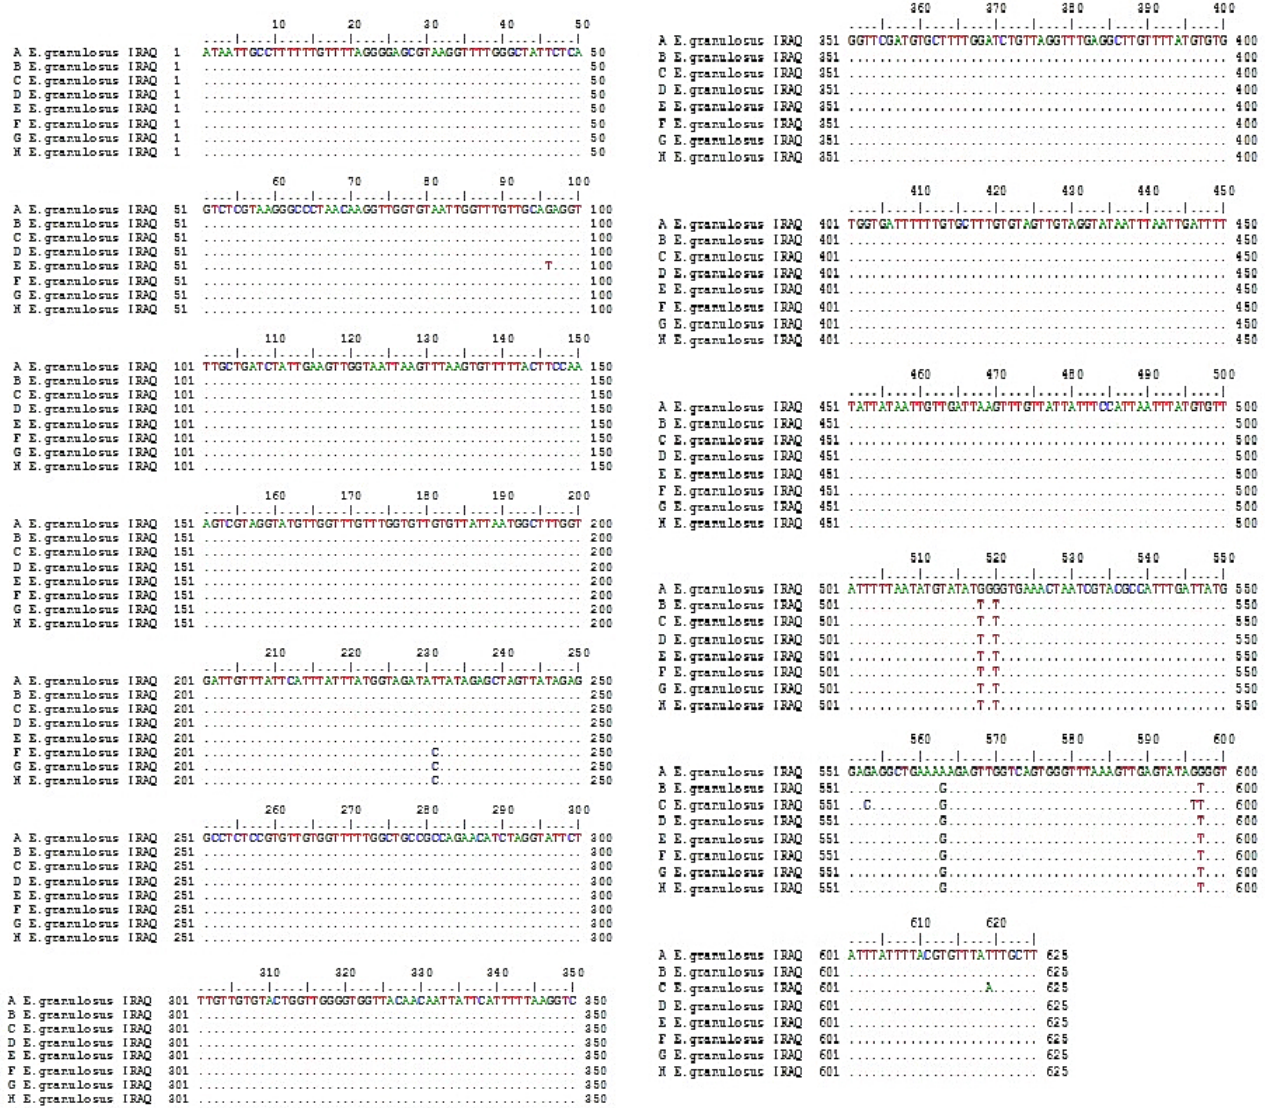 10 20 30 40 50
A E.granulosus IRAQ 1 ATAATTGCCTTTTTTGTTTTAGGGGAGCGTAAGGTTTTGGGCTATTCTCA 50
B E.granulosus IRAQ 1 .................................................. 50
C E.granulosus IRAQ 1 .................................................. 50
D E.granulosus IRAQ 1 .................................................. 50
E E.granulosus IRAQ 1 .................................................. 50
F E.granulosus IRAQ 1 .................................................. 50
G E.granulosus IRAQ 1 .................................................. 50
H E.granulosus IRAQ 1 .................................................. 50
60 70 80 90 100
A E.granulosus IRAQ 51 GTCTCGTAAGGGCCCTAACAAGGTTGGTGTAATTGGTTTGTTGCAGAGGT 100
B E.granulosus IRAQ 51 .................................................. 100
C E.granulosus IRAQ 51 .................................................. 100
D E.granulosus IRAQ 51 .................................................. 100
E E.granulosus IRAQ 51 .............................................T.... 100
F E.granulosus IRAQ 51 .................................................. 100
G E.granulosus IRAQ 51 .................................................. 100
H E.granulosus IRAQ 51 .................................................. 100
110 120 130 140 150
A E.granulosus IRAQ 101 TTGCTGATCTATTGAAGTTGGTAATTAAGTTTAAGTGTTTTTACTTCCAA 150
B E.granulosus IRAQ 101 .................................................. 150
C E.granulosus IRAQ 101 .................................................. 150
D E.granulosus IRAQ 101 .................................................. 150
E E.granulosus IRAQ 101 .................................................. 150
F E.granulosus IRAQ 101 .................................................. 150
G E.granulosus IRAQ 101 .................................................. 150
H E.granulosus IRAQ 101 .................................................. 150
160 170 180 190 200
A E.granulosus IRAQ 151 AGTCGTAGGTATGTTGGTTTGTTTGGTGTTGTGTTATTAATGGCTTTGGT 200
B E.granulosus IRAQ 151 .................................................. 200
C E.granulosus IRAQ 151 .................................................. 200
D E.granulosus IRAQ 151 .................................................. 200
E E.granulosus IRAQ 151 .................................................. 200
F E.granulosus IRAQ 151 .................................................. 200
G E.granulosus IRAQ 151 .................................................. 200
H E.granulosus IRAQ 151 .................................................. 200
210 220 230 240 250
A E.granulosus IRAQ 201 GATTGTTTATTCATTTATTTATGGTAGATATTATAGAGCTAGTTATAGAG 250
B E.granulosus IRAQ 201 .................................................. 250
C E.granulosus IRAQ 201 .................................................. 250
D E.granulosus IRAQ 201 .................................................. 250
E E.granulosus IRAQ 201 .................................................. 250
F E.granulosus IRAQ 201 ..............................C................... 250
G E.granulosus IRAQ 201 ..............................C................... 250
H E.granulosus IRAQ 201 ..............................C................... 250
260 270 280 290 300
A E.granulosus IRAQ 251 GCCTCTCCGTGTTGTGGTTTTTGGCTGCCGCCAGAACATCTAGGTATTCT 300
B E.granulosus IRAQ 251 .................................................. 300
C E.granulosus IRAQ 251 .................................................. 300
D E.granulosus IRAQ 251 .................................................. 300
E E.granulosus IRAQ 251 .................................................. 300
F E.granulosus IRAQ 251 .................................................. 300
G E.granulosus IRAQ 251 .................................................. 300
H E.granulosus IRAQ 251 .................................................. 300
310 320 330 340 350
A E.granulosus IRAQ 301 TTGTTGTGTACTGGTTGGGGTGGTTACAACAATTATTCATTTTTAAGGTC 350
B E.granulosus IRAQ 301 .................................................. 350
C E.granulosus IRAQ 301 .................................................. 350
D E.granulosus IRAQ 301 .................................................. 350
E E.granulosus IRAQ 301 .................................................. 350
F E.granulosus IRAQ 301 .................................................. 350
G E.granulosus IRAQ 301 .................................................. 350
H E.granulosus IRAQ 301 .................................................. 350
360 370 380 390 400
A E.granulosus IRAQ 351 GGTTCGATGTGCTTTTGGATCTGTTAGGTTTGAGGCTTGTTTTATGTGTG 400
B E.granulosus IRAQ 351 .................................................. 400
C E.granulosus IRAQ 351 .................................................. 400
D E.granulosus IRAQ 351 .................................................. 400
E E.granulosus IRAQ 351 .................................................. 400
F E.granulosus IRAQ 351 .................................................. 400
G E.granulosus IRAQ 351 .................................................. 400
H E.granulosus IRAQ 351 .................................................. 400
410 420 430 440 450
A E.granulosus IRAQ 401 TGGTGATTTTTTGTGCTTTGTGTAGTTGTAGGTATAATTTAATTGATTTT 450
B E.granulosus IRAQ 401 .................................................. 450
C E.granulosus IRAQ 401 .................................................. 450
D E.granulosus IRAQ 401 .................................................. 450
E E.granulosus IRAQ 401 .................................................. 450
F E.granulosus IRAQ 401 .................................................. 450
G E.granulosus IRAQ 401 .................................................. 450
H E.granulosus IRAQ 401 .................................................. 450
460 470 480 490 500
A E.granulosus IRAQ 451 TATTATAATTGTTGATTAAGTTTGTTATTATTTCCATTAATTTATGTGTT 500
B E.granulosus IRAQ 451 .................................................. 500
C E.granulosus IRAQ 451 .................................................. 500
D E.granulosus IRAQ 451 .................................................. 500
E E.granulosus IRAQ 451 .................................................. 500
F E.granulosus IRAQ 451 .................................................. 500
G E.granulosus IRAQ 451 .................................................. 500
H E.granulosus IRAQ 451 .................................................. 500
510 520 530 540 550
A E.granulosus IRAQ 501 ATTTTTAATATGTATATGGGGTGAAACTAATCGTACGCCATTTGATTATG 550
B E.granulosus IRAQ 501 .................T.T.............................. 550
C E.granulosus IRAQ 501 .................T.T.............................. 550
D E.granulosus IRAQ 501 .................T.T.............................. 550
E E.granulosus IRAQ 501 .................T.T.............................. 550
F E.granulosus IRAQ 501 .................T.T.............................. 550
G E.granulosus IRAQ 501 .................T.T.............................. 550
H E.granulosus IRAQ 501 .................T.T.............................. 550
560 570 580 590 600
A E.granulosus IRAQ 551 GAGAGGCTGAAAAAGAGTTGGTCAGTGGGTTTAAAGTTGAGTATAGGGGT 600
B E.granulosus IRAQ 551 ............G.................................T... 600
C E.granulosus IRAQ 551 ..C..........................................TT... 600
D E.granulosus IRAQ 551 ............G.................................T... 600
E E.granulosus IRAQ 551 ............G.................................T... 600
F E.granulosus IRAQ 551 ............G.................................T... 600
G E.granulosus IRAQ 551 ............G.................................T... 600
H E.granulosus IRAQ 551 ............G.................................T... 600
610 620
A E.granulosus IRAQ 601 ATTTATTTTACGTGTTTATTTGCTT 625
B E.granulosus IRAQ 601 ......................... 625
C E.granulosus IRAQ 601 ..................A...... 625
D E.granulosus IRAQ 601 ......................... 625
E E.granulosus IRAQ 601 ......................... 625
F E.granulosus IRAQ 601 ......................... 625
G E.granulosus IRAQ 601 ......................... 625
H E.granulosus IRAQ 601 ......................... 625